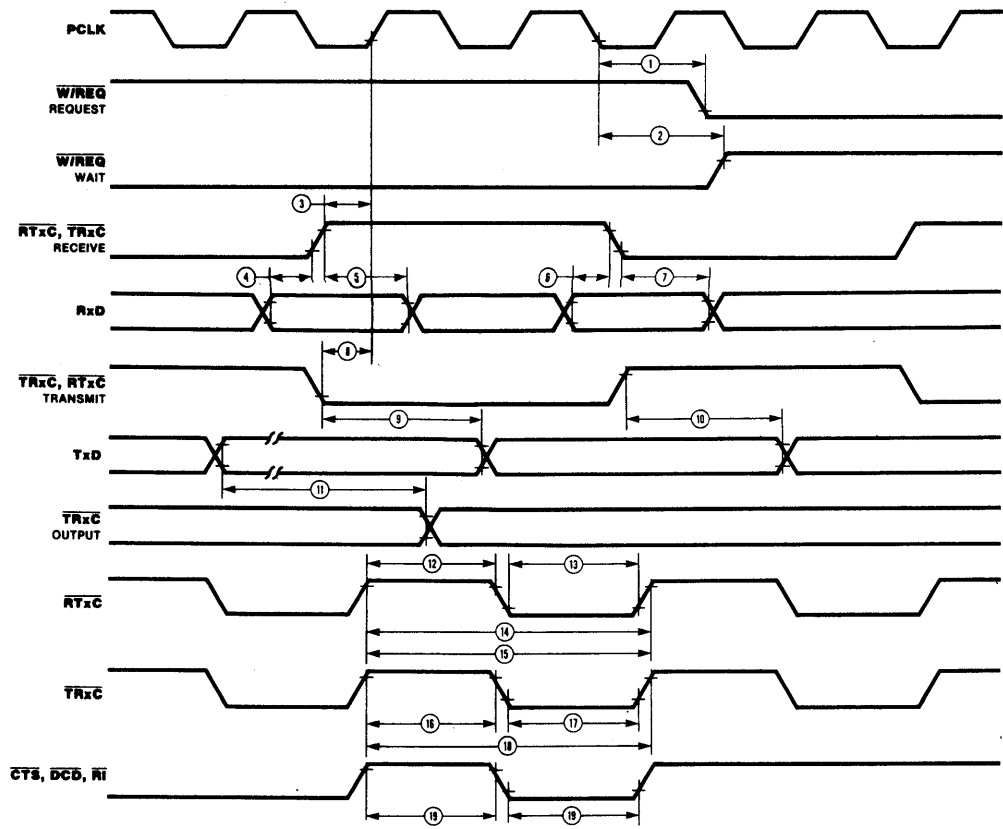 PCLK
1
W/REQ
REQUEST
2
W/REQ
WAIT
3
RTxC, TRxC
RECEIVE
4
5
6
7
RxD
8
TRxC, RTxC
TRANSMIT
9
10
TxD
11
TRxC
OUTPUT
12
13
RTxC
14
15
TRxC
16
17
18
CTS, DCD, RI
19
19